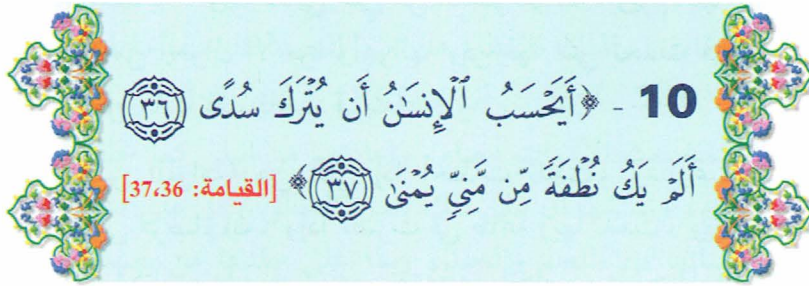 10 - ﴿أَيَحْسَبُ ٱلْإِنسَٰنُ أَن يُتْرَكَ سُدًى ٣٦
أَلَمْ يَكُ نُطْفَةً مِّن مَّنِىٍّ يُمْنَىٰ ٣٧﴾ [القيامة: 37،36]